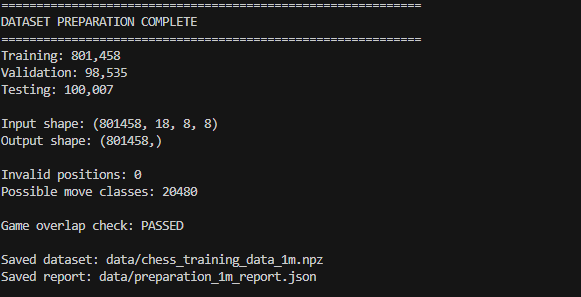 ============================================================
DATASET PREPARATION COMPLETE
============================================================
Training: 801,458
Validation: 98,535
Testing: 100,007
Input shape: (801458, 18, 8, 8)
Output shape: (801458,)
Invalid positions: 0
Possible move classes: 20480
Game overlap check: PASSED
Saved dataset: data/chess_training_data_1m.npz
Saved report: data/preparation_1m_report.json